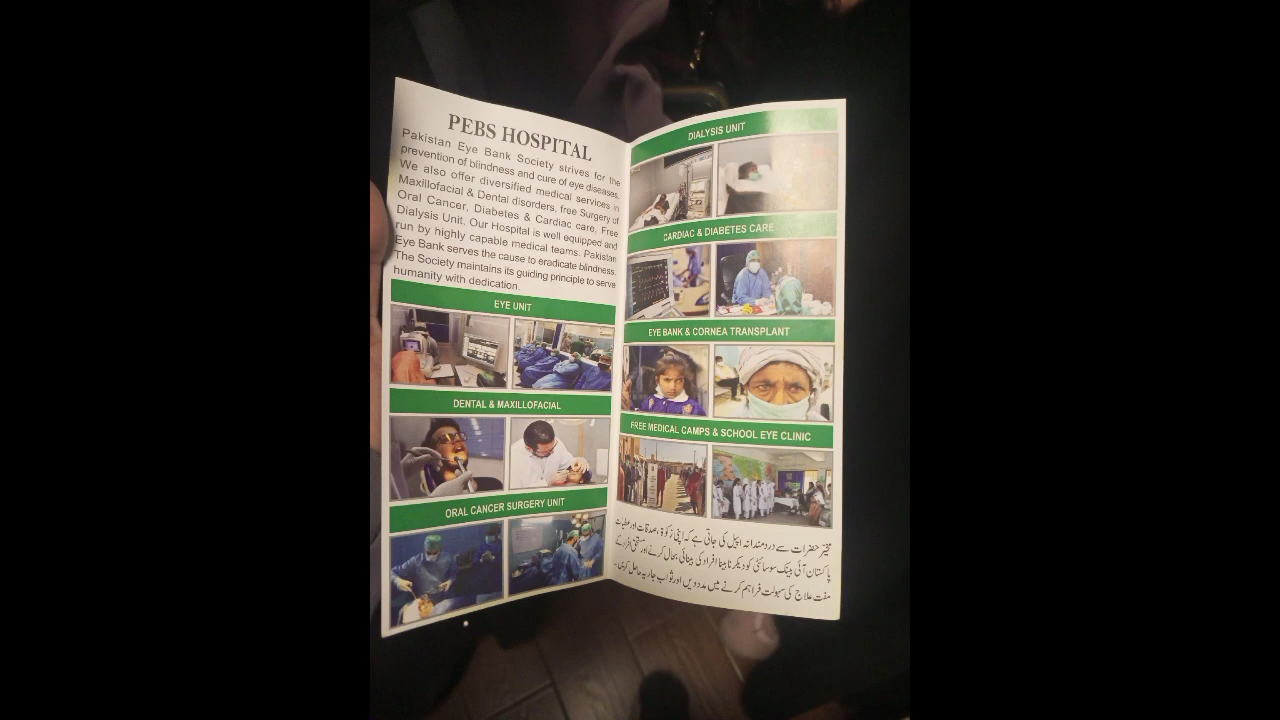 PEBS HOSPITAL
Pakistan Eye Bank Society strives for the
prevention of blindness and cure of eye diseases.
We also offer diversified medical services in
Maxillofacial & Dental disorders, free Surgery of
Oral Cancer, Diabetes & Cardiac care, Free
Dialysis Unit. Our Hospital is well equipped and
run by highly capable medical teams. Pakistan
Eye Bank serves the cause to eradicate blindness.
The Society maintains its guiding principle to serve
humanity with dedication.
EYE UNIT
DENTAL & MAXILLOFACIAL
ORAL CANCER SURGERY UNIT
DIALYSIS UNIT
CARDIAC & DIABETES CARE
EYE BANK & CORNEA TRANSPLANT
FREE MEDICAL CAMPS & SCHOOL EYE CLINIC
مخیّر حضرات سے دردمندانہ اپیل کی جاتی ہے کہ اپنی زکوٰۃ، صدقات اور عطیات
پاکستان آئی بینک سوسائٹی کو دیکر نابینا افراد کی بینائی بحال کرنے اور مستحق افراد کے
مفت علاج کی سہولت فراہم کرنے میں مدد دیں اور ثوابِ جاریہ حاصل کریں۔